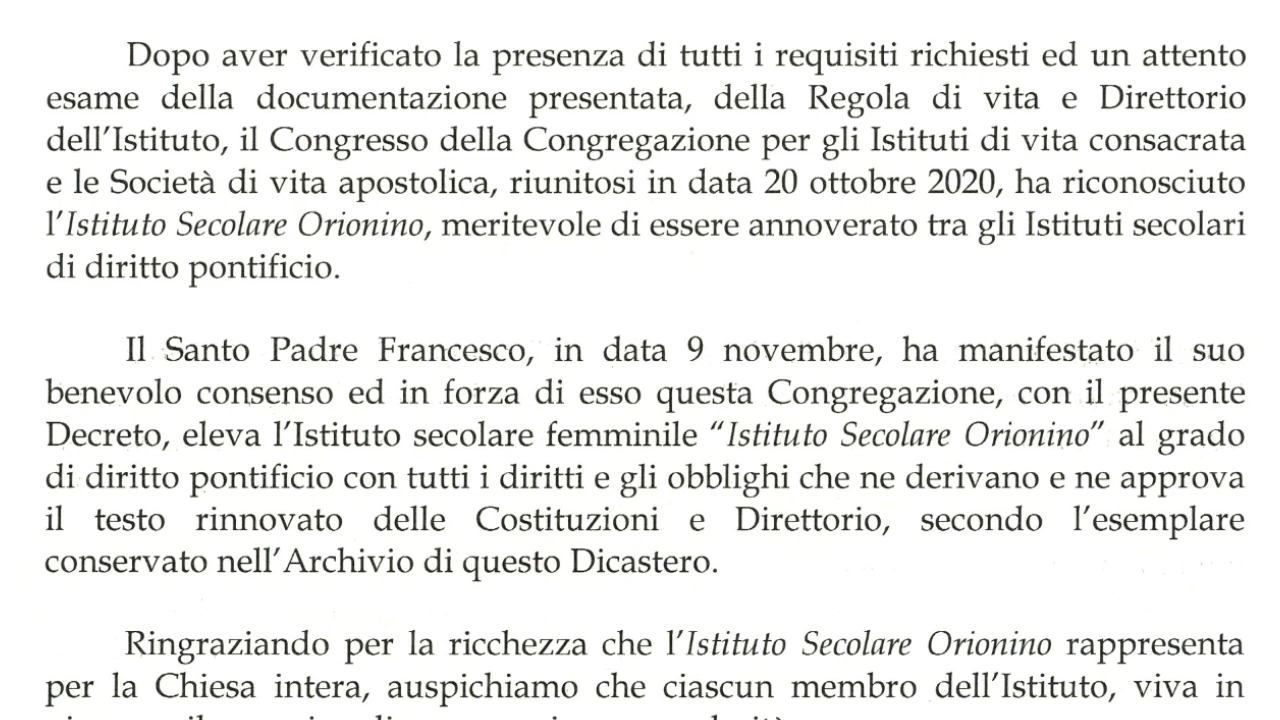 Dopo aver verificato la presenza di tutti i requisiti richiesti ed un attento
esame della documentazione presentata, della Regola di vita e Direttorio
dell'Istituto, il Congresso della Congregazione per gli Istituti di vita consacrata
e le Società di vita apostolica, riunitosi in data 20 ottobre 2020, ha riconosciuto
l'Istituto Secolare Orionino, meritevole di essere annoverato tra gli Istituti secolari
di diritto pontificio.
Il Santo Padre Francesco, in data 9 novembre, ha manifestato il suo
benevolo consenso ed in forza di esso questa Congregazione, con il presente
Decreto, eleva l'Istituto secolare femminile "Istituto Secolare Orionino" al grado
di diritto pontificio con tutti i diritti e gli obblighi che ne derivano e ne approva
il testo rinnovato delle Costituzioni e Direttorio, secondo l'esemplare
conservato nell'Archivio di questo Dicastero.
Ringraziando per la ricchezza che l'Istituto Secolare Orionino rappresenta
per la Chiesa intera, auspichiamo che ciascun membro dell'Istituto, viva in